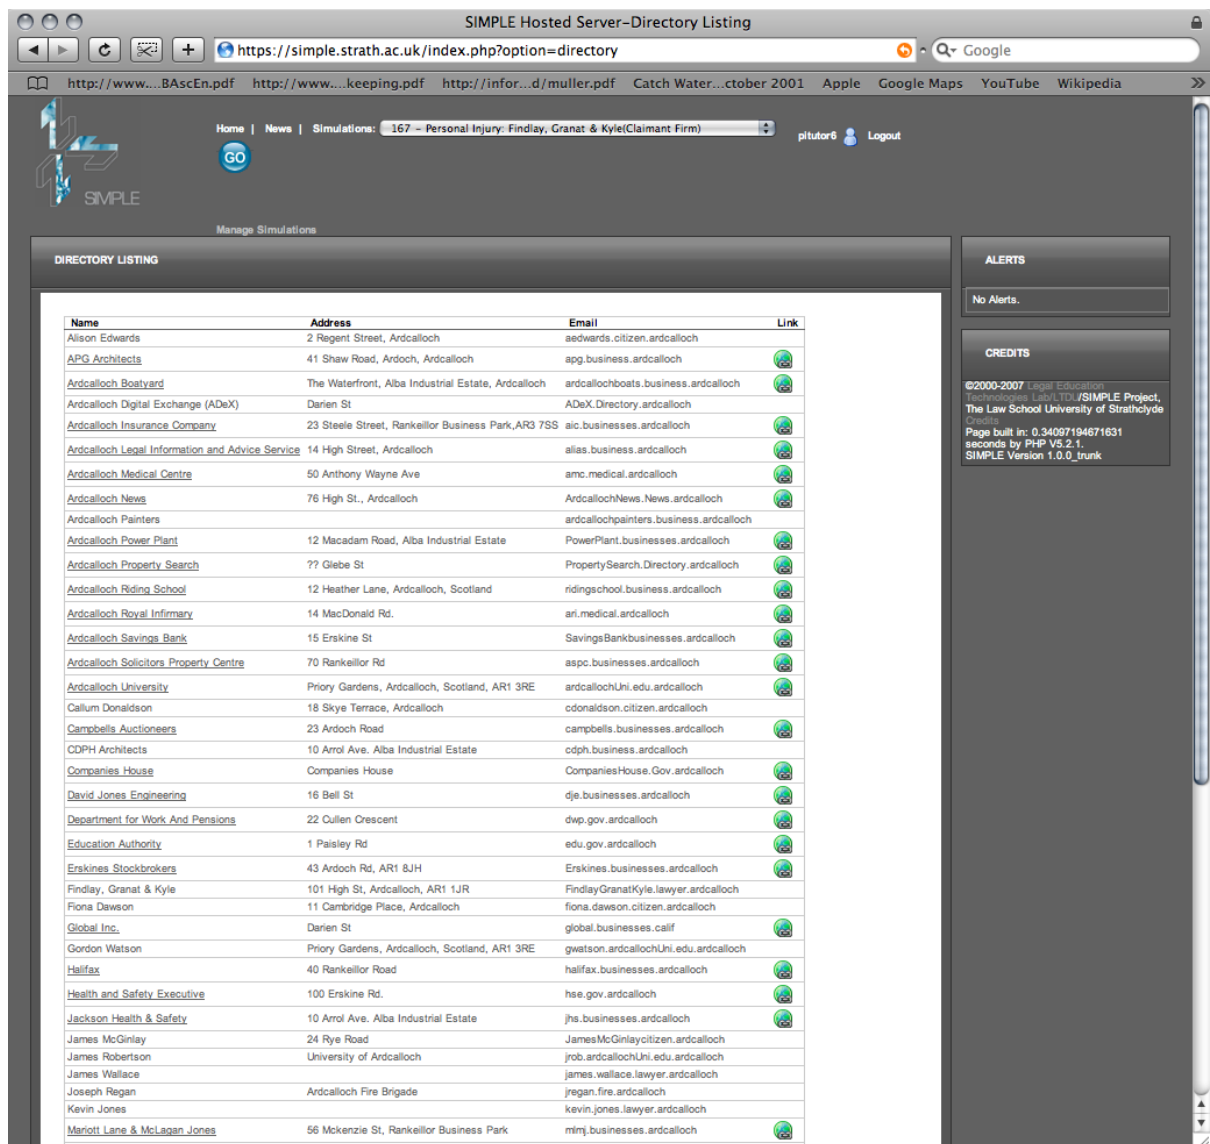 SIMPLE Hosted Server–Directory Listing
https://simple.strath.ac.uk/index.php?option=directory
Google
http://www....BAscEn.pdf http://www....keeping.pdf http://infor...d/muller.pdf Catch Water...ctober 2001 Apple Google Maps YouTube Wikipedia
Home | News | Simulations: 167 - Personal Injury: Findlay, Granat & Kyle(Claimant Firm) pltutor6 Logout
GO
SIMPLE
Manage Simulations
DIRECTORY LISTING
Name Address Email Link
Alison Edwards 2 Regent Street, Ardcalloch aedwards.citizen.ardcalloch
APG Architects 41 Shaw Road, Ardoch, Ardcalloch apg.business.ardcalloch
Ardcalloch Boatyard The Waterfront, Alba Industrial Estate, Ardcalloch ardcallochboats.business.ardcalloch
Ardcalloch Digital Exchange (ADeX) Darien St ADeX.Directory.ardcalloch
Ardcalloch Insurance Company 23 Steele Street, Rankeillor Business Park,AR3 7SS aic.businesses.ardcalloch
Ardcalloch Legal Information and Advice Service 14 High Street, Ardcalloch alias.business.ardcalloch
Ardcalloch Medical Centre 50 Anthony Wayne Ave amc.medical.ardcalloch
Ardcalloch News 76 High St., Ardcalloch ArdcallochNews.News.ardcalloch
Ardcalloch Painters ardcallochpainters.business.ardcalloch
Ardcalloch Power Plant 12 Macadam Road, Alba Industrial Estate PowerPlant.businesses.ardcalloch
Ardcalloch Property Search ?? Glebe St PropertySearch.Directory.ardcalloch
Ardcalloch Riding School 12 Heather Lane, Ardcalloch, Scotland ridingschool.business.ardcalloch
Ardcalloch Royal Infirmary 14 MacDonald Rd. ari.medical.ardcalloch
Ardcalloch Savings Bank 15 Erskine St SavingsBankbusinesses.ardcalloch
Ardcalloch Solicitors Property Centre 70 Rankeillor Rd aspc.businesses.ardcalloch
Ardcalloch University Priory Gardens, Ardcalloch, Scotland, AR1 3RE ardcallochUni.edu.ardcalloch
Callum Donaldson 18 Skye Terrace, Ardcalloch cdonaldson.citizen.ardcalloch
Campbells Auctioneers 23 Ardoch Road campbells.businesses.ardcalloch
CDPH Architects 10 Arrol Ave. Alba Industrial Estate cdph.business.ardcalloch
Companies House Companies House CompaniesHouse.Gov.ardcalloch
David Jones Engineering 16 Bell St dje.businesses.ardcalloch
Department for Work And Pensions 22 Cullen Crescent dwp.gov.ardcalloch
Education Authority 1 Paisley Rd edu.gov.ardcalloch
Erskines Stockbrokers 43 Ardoch Rd, AR1 8JH Erskines.businesses.ardcalloch
Findlay, Granat & Kyle 101 High St, Ardcalloch, AR1 1JR FindlayGranatKyle.lawyer.ardcalloch
Fiona Dawson 11 Cambridge Place, Ardcalloch fiona.dawson.citizen.ardcalloch
Global Inc. Darien St global.businesses.calif
Gordon Watson Priory Gardens, Ardcalloch, Scotland, AR1 3RE gwatson.ardcallochUni.edu.ardcalloch
Halifax 40 Rankeillor Road halifax.businesses.ardcalloch
Health and Safety Executive 100 Erskine Rd. hse.gov.ardcalloch
Jackson Health & Safety 10 Arrol Ave. Alba Industrial Estate jhs.business.ardcalloch
James McGinlay 24 Rye Road JamesMcGinlaycitizen.ardcalloch
James Robertson University of Ardcalloch jrob.ardcallochUni.edu.ardcalloch
James Wallace james.wallace.lawyer.ardcalloch
Joseph Regan Ardcalloch Fire Brigade jregan.fire.ardcalloch
Kevin Jones kevin.jones.lawyer.ardcalloch
Mariott Lane & McLagan Jones 56 Mckenzie St, Rankeillor Business Park mlmj.business.ardcalloch
ALERTS
No Alerts.
CREDITS
©2000-2007 Legal Education
Technologies Lab/LTDU/SIMPLE Project,
The Law School University of Strathclyde
Credits
Page built in: 0.34097194671631
seconds by PHP V5.2.1.
SIMPLE Version 1.0.0_trunk